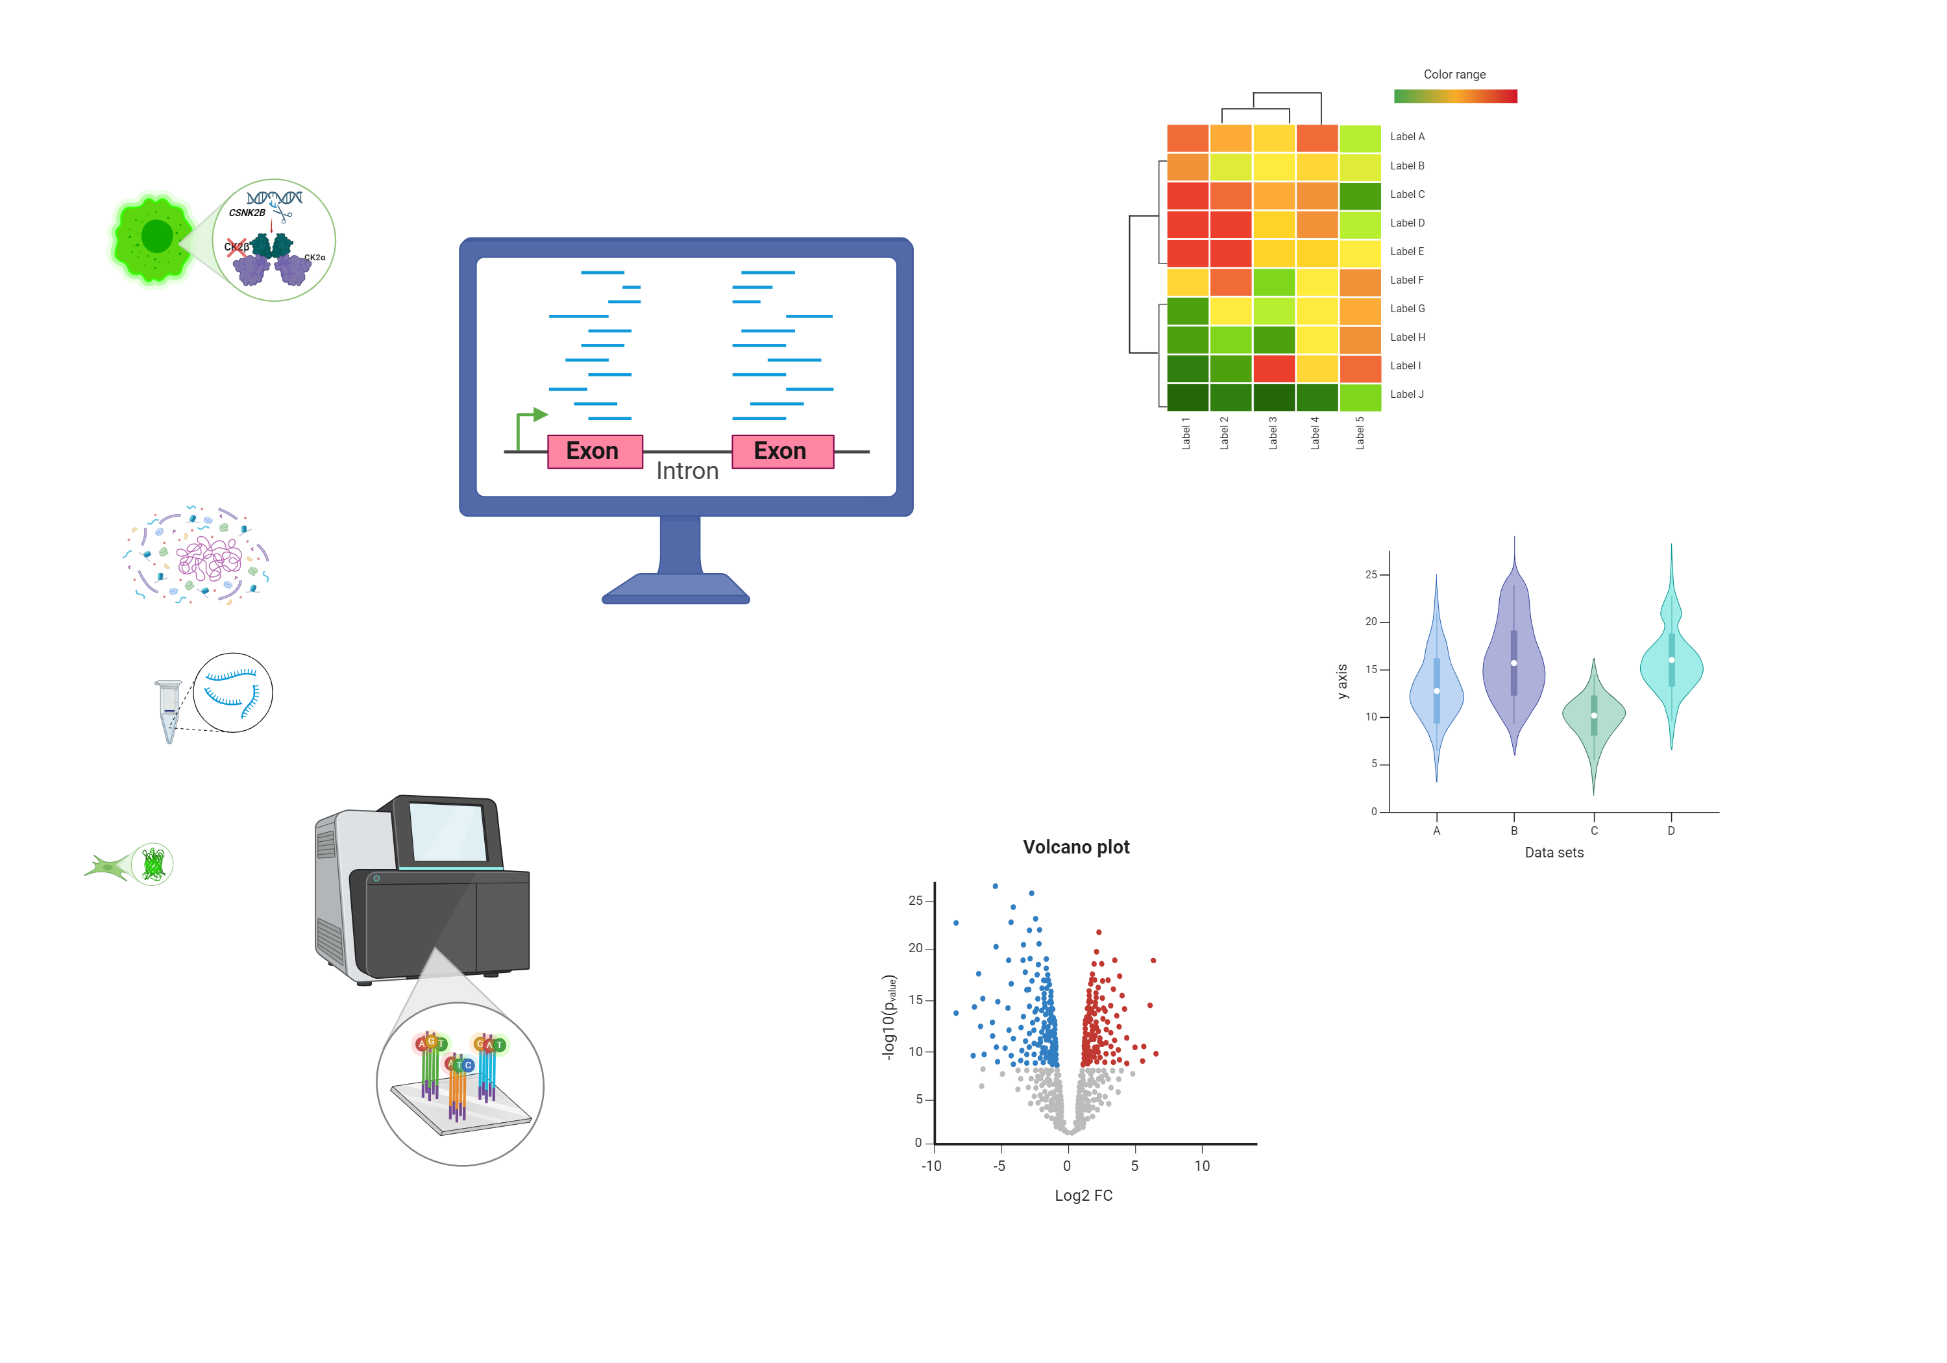 CSNK2B
CK2β
CK2α
Exon
Exon
Intron
A G T
A T C
G A T
Color range
Label A
Label B
Label C
Label D
Label E
Label F
Label G
Label H
Label I
Label J
Label 1
Label 2
Label 3
Label 4
Label 5
25
20
15
10
5
0
y axis
A
B
C
D
Data sets
Volcano plot
25
20
15
10
5
0
-log10(pvalue)
-10
-5
0
5
10
Log2 FC